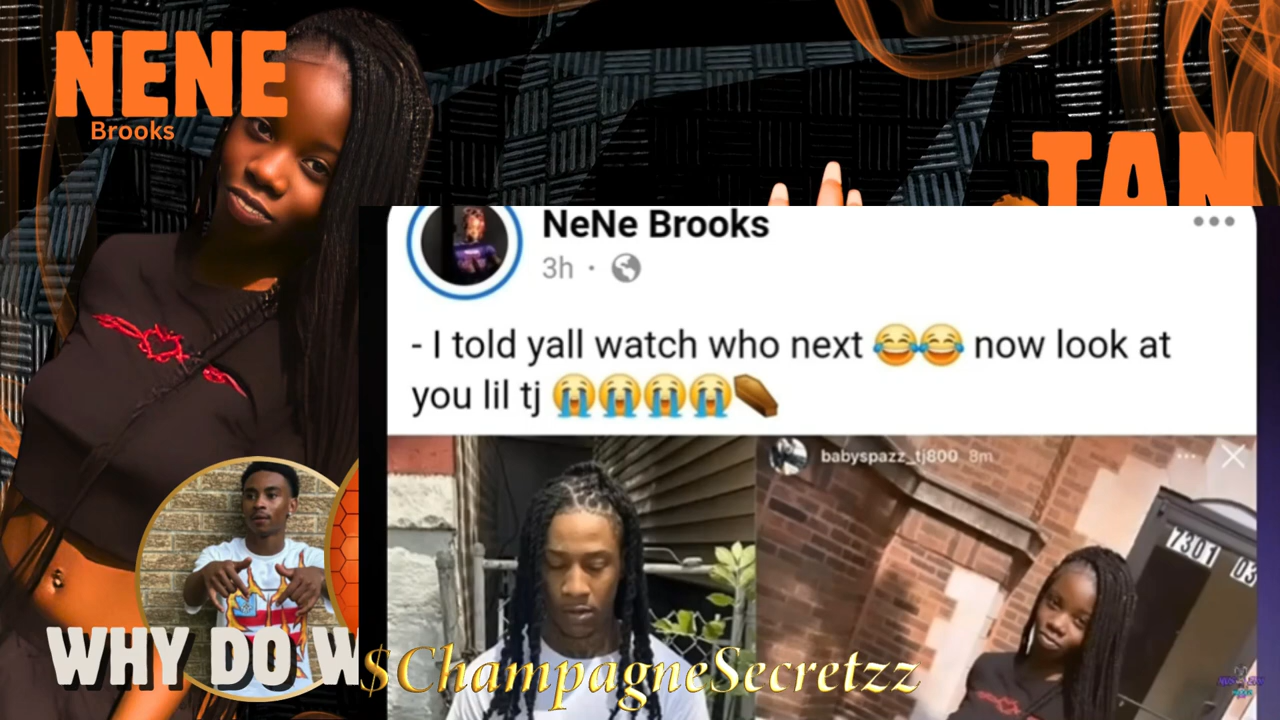 NENE
Brooks
TAN
NeNe Brooks
3h ·
- I told yall watch who next 😂😂 now look at
you lil tj 😭😭😭😭⚰️
babyspazz_tj800 8m
7301 03
WHY DO W
$ChampagneSecretzz